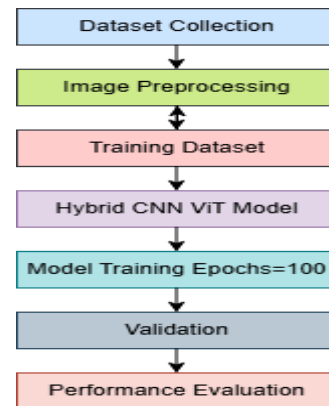 Dataset Collection
Image Preprocessing
Training Dataset
Hybrid CNN ViT Model
Model Training Epochs=100
Validation
Performance Evaluation